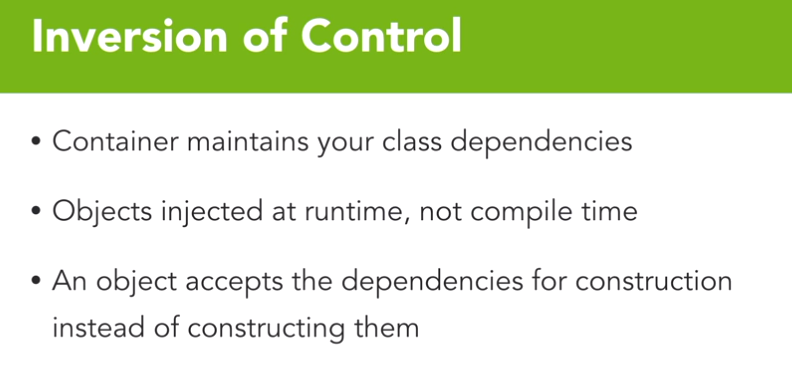 Inversion of Control
• Container maintains your class dependencies
• Objects injected at runtime, not compile time
• An object accepts the dependencies for construction
instead of constructing them